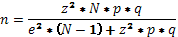 n = z² * N * p * q / e² * (N − 1) + z² * p * q